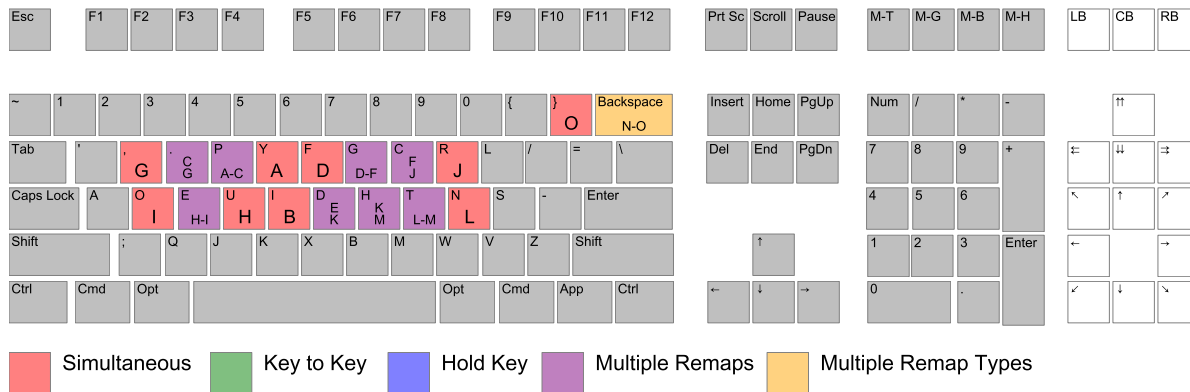 Esc F1 F2 F3 F4 F5 F6 F7 F8 F9 F10 F11 F12 Prt Sc Scroll Pause M-T M-G M-B M-H LB CB RB
~ 1 2 3 4 5 6 7 8 9 0 { } Backspace Insert Home PgUp Num / * - ⇈
O N-O
Tab ' , . P Y F G C R L / = \ Del End PgDn 7 8 9 + ⇇ ⇊ ⇉
G C G A-C A D D-F F J J
Caps Lock A O E U I D H T N S - Enter 4 5 6 ↖ ↑ ↗
I H-I H B E K K M L-M L
Shift ; Q J K X B M W V Z Shift ↑ 1 2 3 Enter ← →
Ctrl Cmd Opt Opt Cmd App Ctrl ← ↓ → 0 . ↙ ↓ ↘
Simultaneous Key to Key Hold Key Multiple Remaps Multiple Remap Types